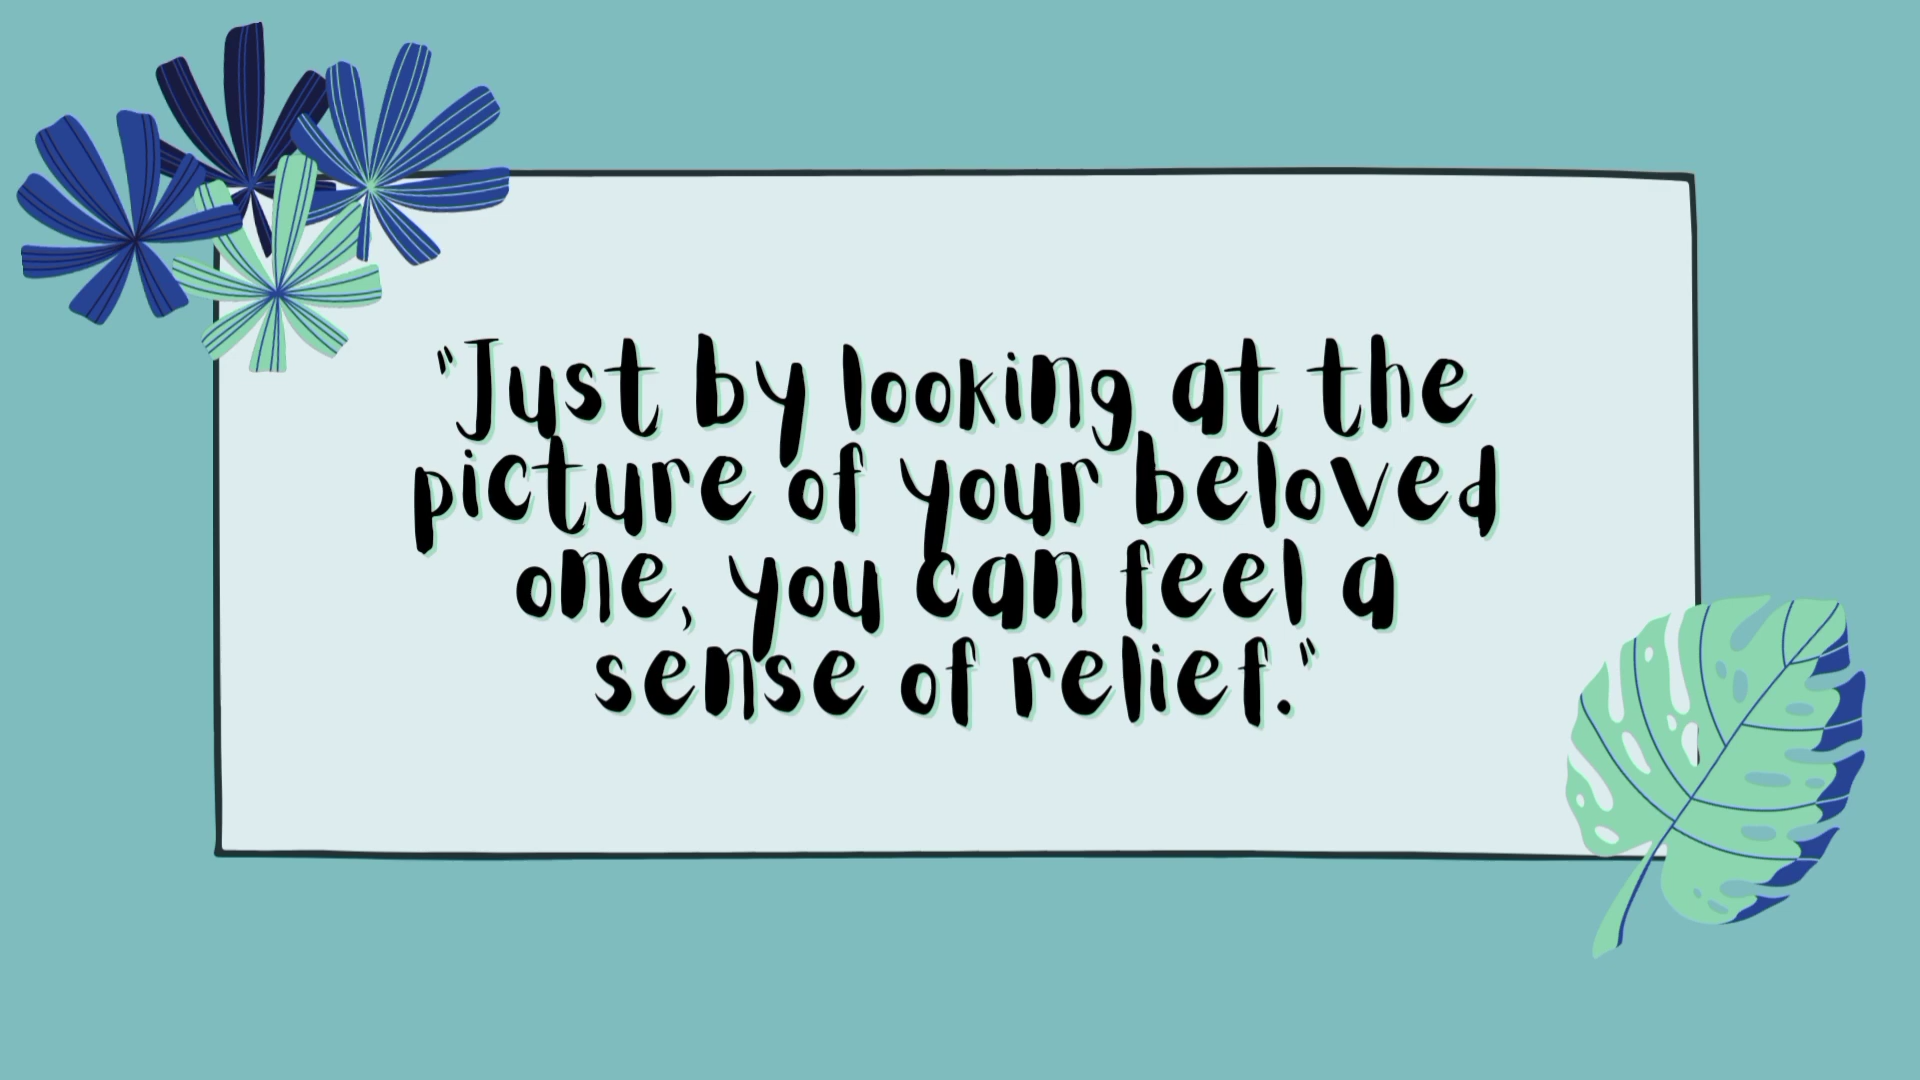 "Just by looking at the
picture of your beloved
one, you can feel a
sense of relief."